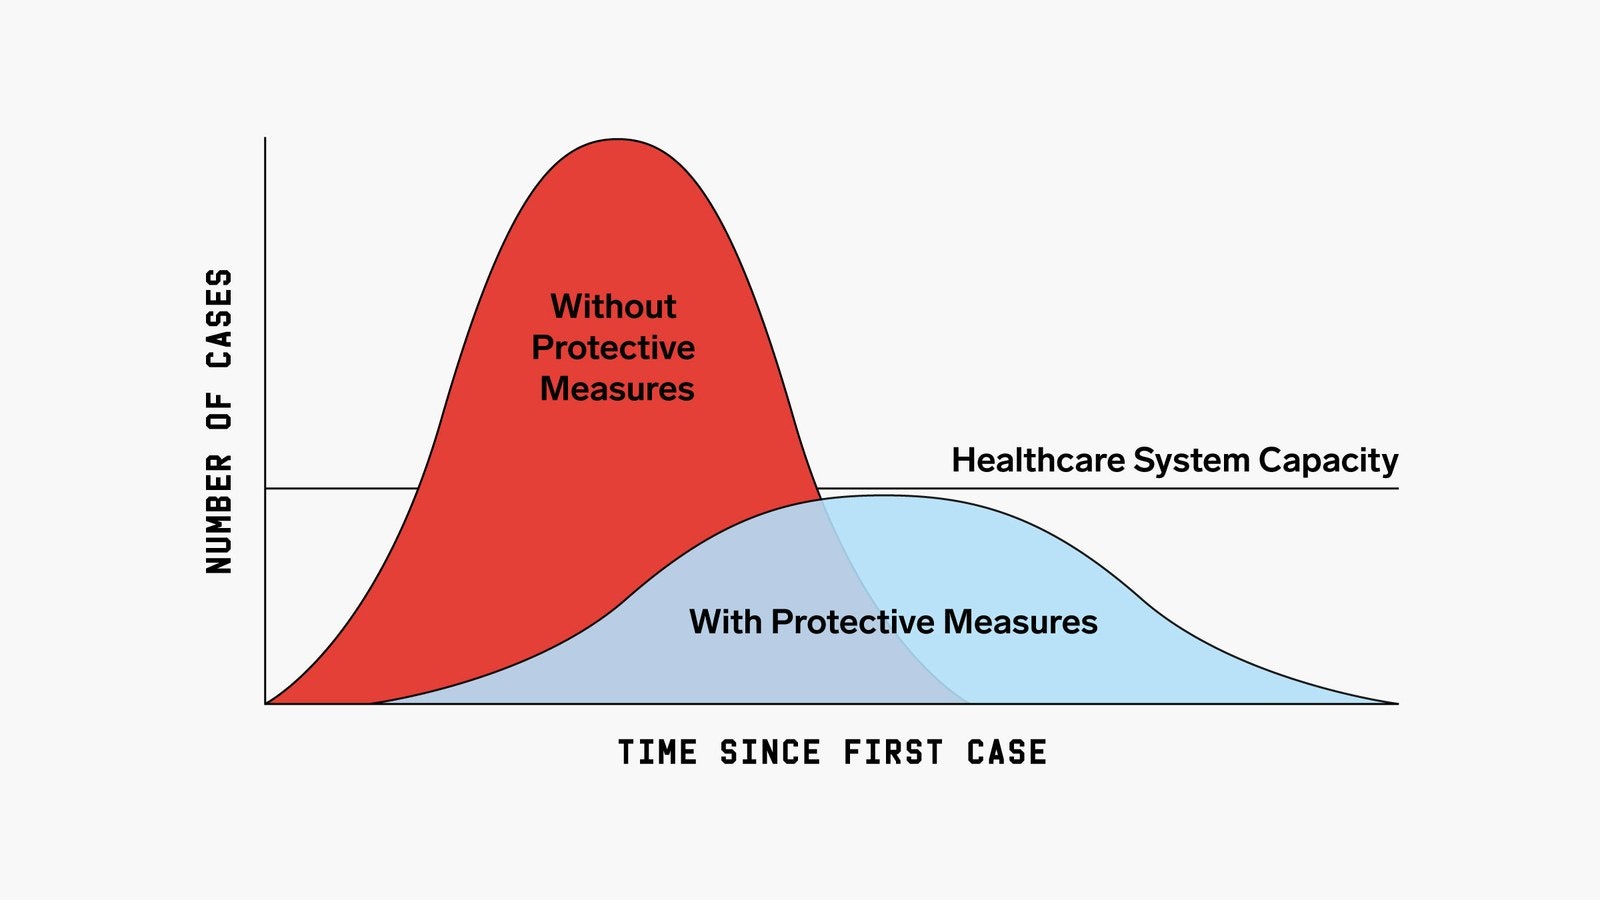 NUMBER OF CASES
Without
Protective
Measures
Healthcare System Capacity
With Protective Measures
TIME SINCE FIRST CASE